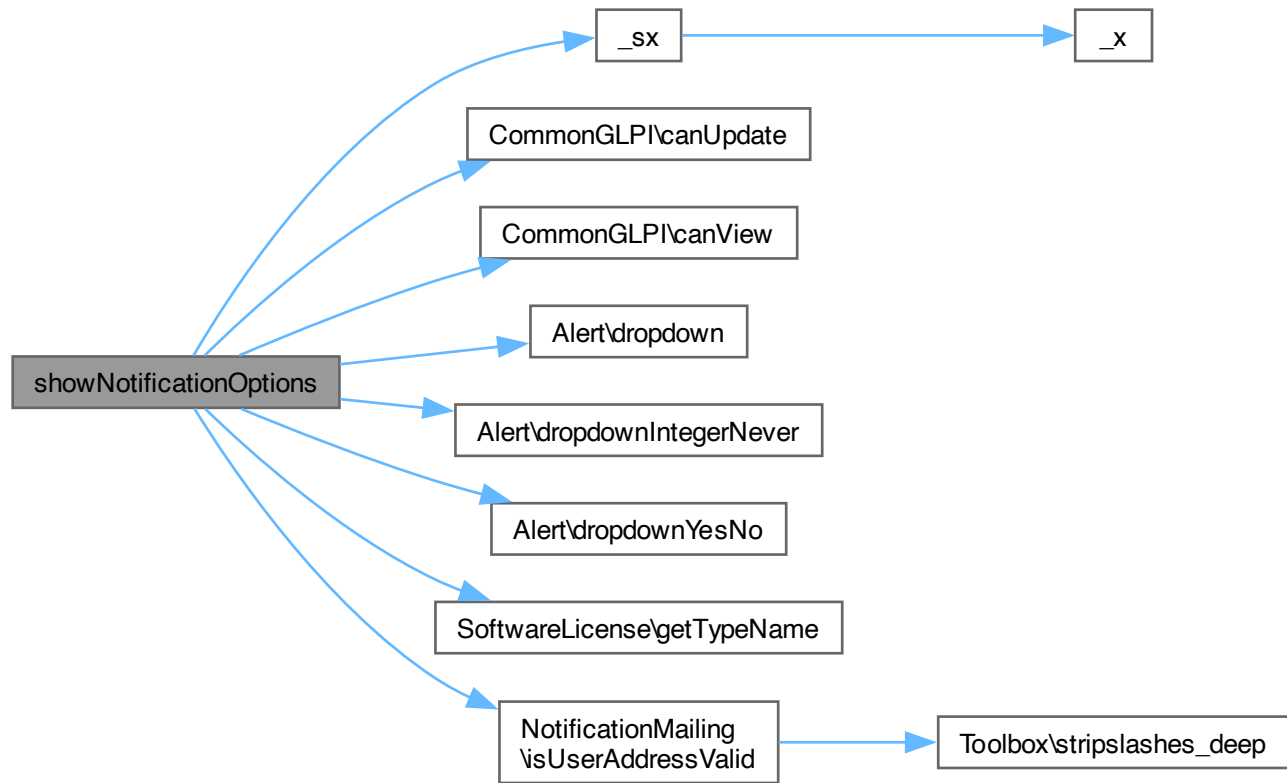 _sx
_x
CommonGLPI\canUpdate
CommonGLPI\canView
Alert\dropdown
showNotificationOptions
Alert\dropdownIntegerNever
Alert\dropdownYesNo
SoftwareLicense\getTypeName
NotificationMailing
\isUserAddressValid
Toolbox\stripslashes_deep